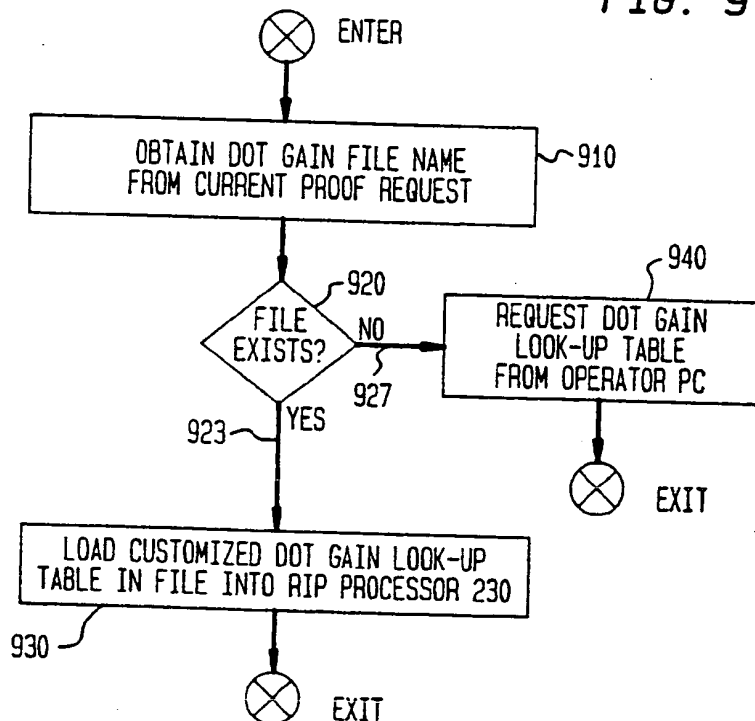 FIG. 9
ENTER
OBTAIN DOT GAIN FILE NAME
FROM CURRENT PROOF REQUEST
910
920
FILE
EXISTS?
NO
927
940
REQUEST DOT GAIN
LOOK-UP TABLE
FROM OPERATOR PC
EXIT
YES
923
LOAD CUSTOMIZED DOT GAIN LOOK-UP
TABLE IN FILE INTO RIP PROCESSOR 230
930
EXIT